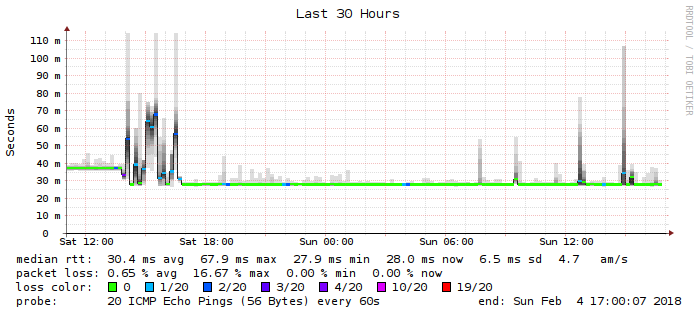 Last 30 Hours
RRDTOOL / TOBI OETIKER
Seconds
110 m
100 m
90 m
80 m
70 m
60 m
50 m
40 m
30 m
20 m
10 m
0
Sat 12:00 Sat 18:00 Sun 00:00 Sun 06:00 Sun 12:00
median rtt: 30.4 ms avg 67.9 ms max 27.9 ms min 28.0 ms now 6.5 ms sd 4.7 am/s
packet loss: 0.65 % avg 16.67 % max 0.00 % min 0.00 % now
loss color: 0 1/20 2/20 3/20 4/20 10/20 19/20
probe: 20 ICMP Echo Pings (56 Bytes) every 60s end: Sun Feb 4 17:00:07 2018